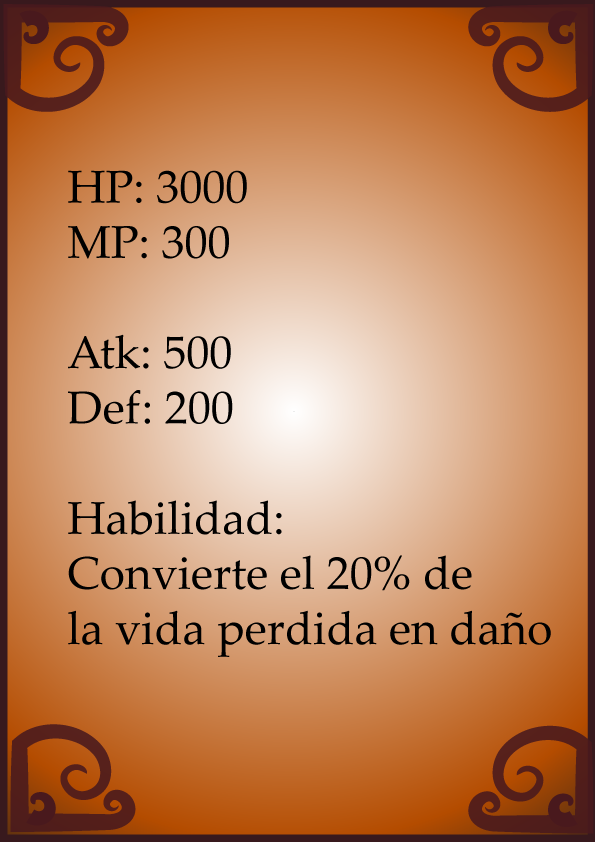 HP: 3000
MP: 300
Atk: 500
Def: 200
Habilidad:
Convierte el 20% de
la vida perdida en daño